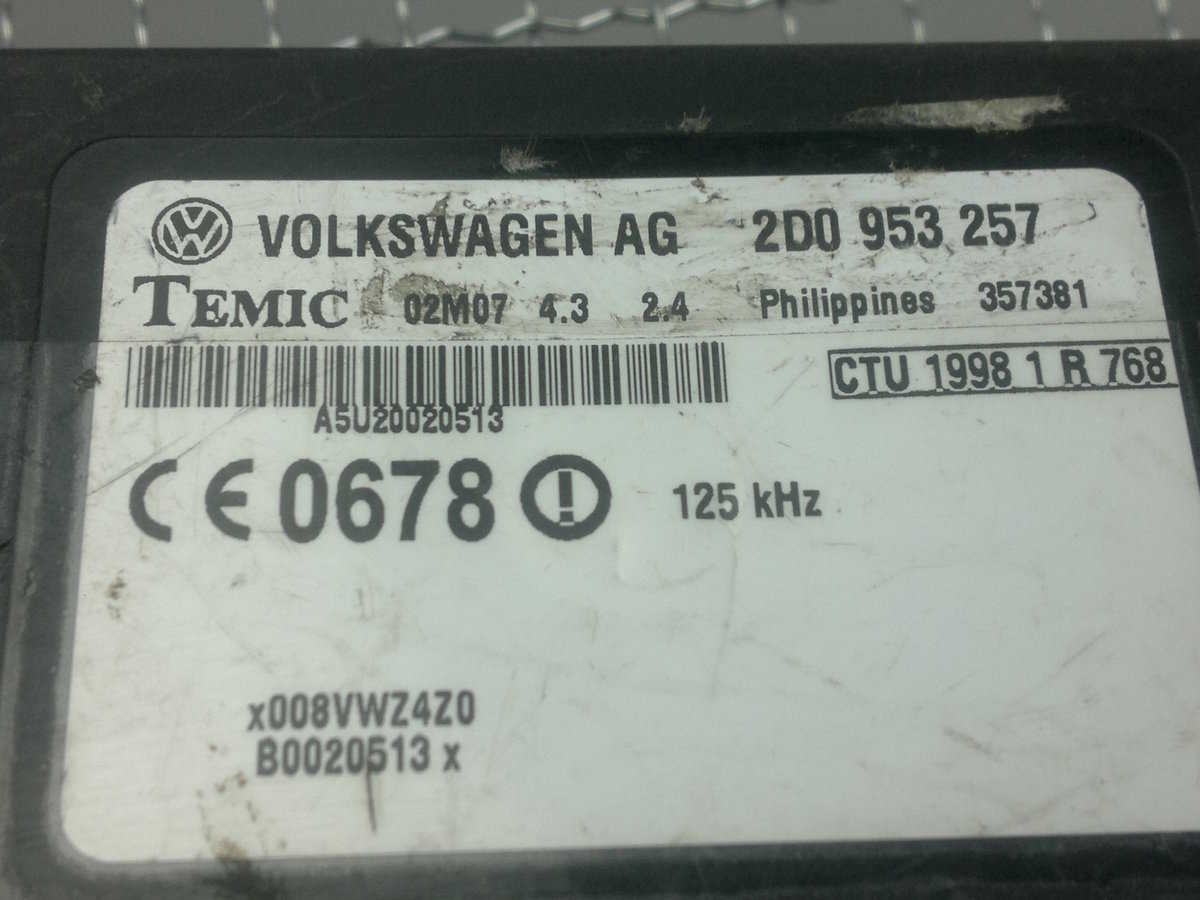 VOLKSWAGEN AG 2D0 953 257
TEMIC 02M07 4.3 2.4 Philippines 357381
CTU 1998 1 R 768
A5U20020513
CE 0678 125 kHz
x008VWZ4Z0
B0020513 x